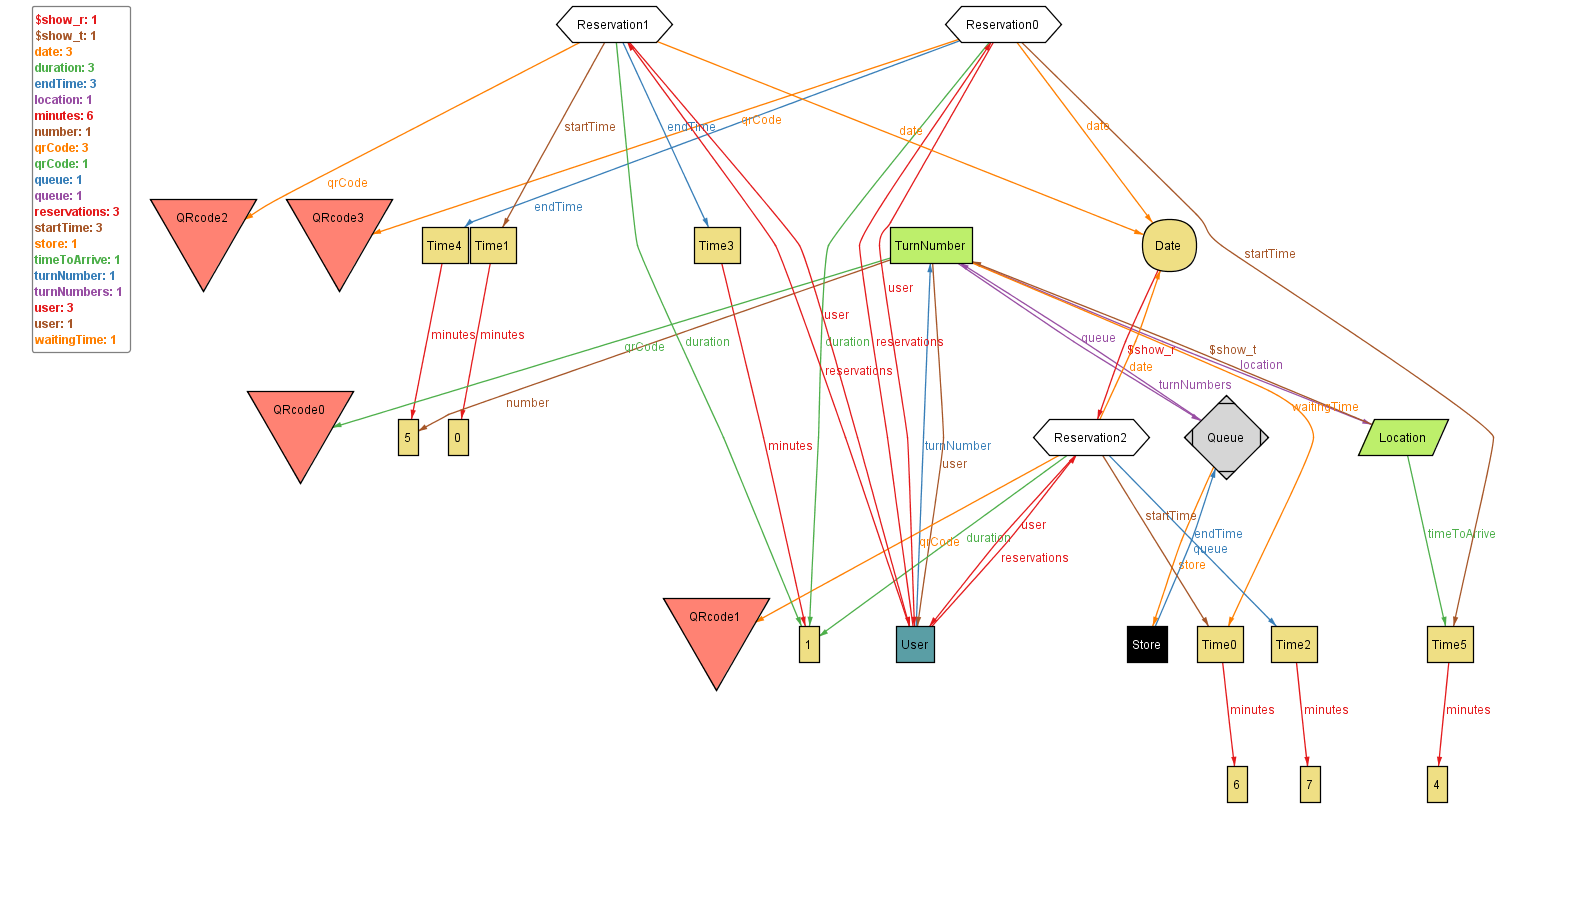 $show_r: 1
$show_t: 1
date: 3
duration: 3
endTime: 3
location: 1
minutes: 6
number: 1
qrCode: 3
qrCode: 1
queue: 1
queue: 1
reservations: 3
startTime: 3
store: 1
timeToArrive: 1
turnNumber: 1
turnNumbers: 1
user: 3
user: 1
waitingTime: 1
Reservation1
Reservation0
qrCode
startTime
endTime
qrCode
date
date
qrCode
endTime
QRcode2
QRcode3
Time4
Time1
Time3
TurnNumber
Date
startTime
user
user
minutes
minutes
qrCode
duration
duration
reservations
queue
$show_r
$show_t
date
location
reservations
turnNumbers
number
waitingTime
QRcode0
5
0
minutes
turnNumber
user
Reservation2
Queue
Location
startTime
user
qrCode
duration
endTime
queue
timeToArrive
reservations
store
QRcode1
1
User
Store
Time0
Time2
Time5
minutes
minutes
minutes
6
7
4